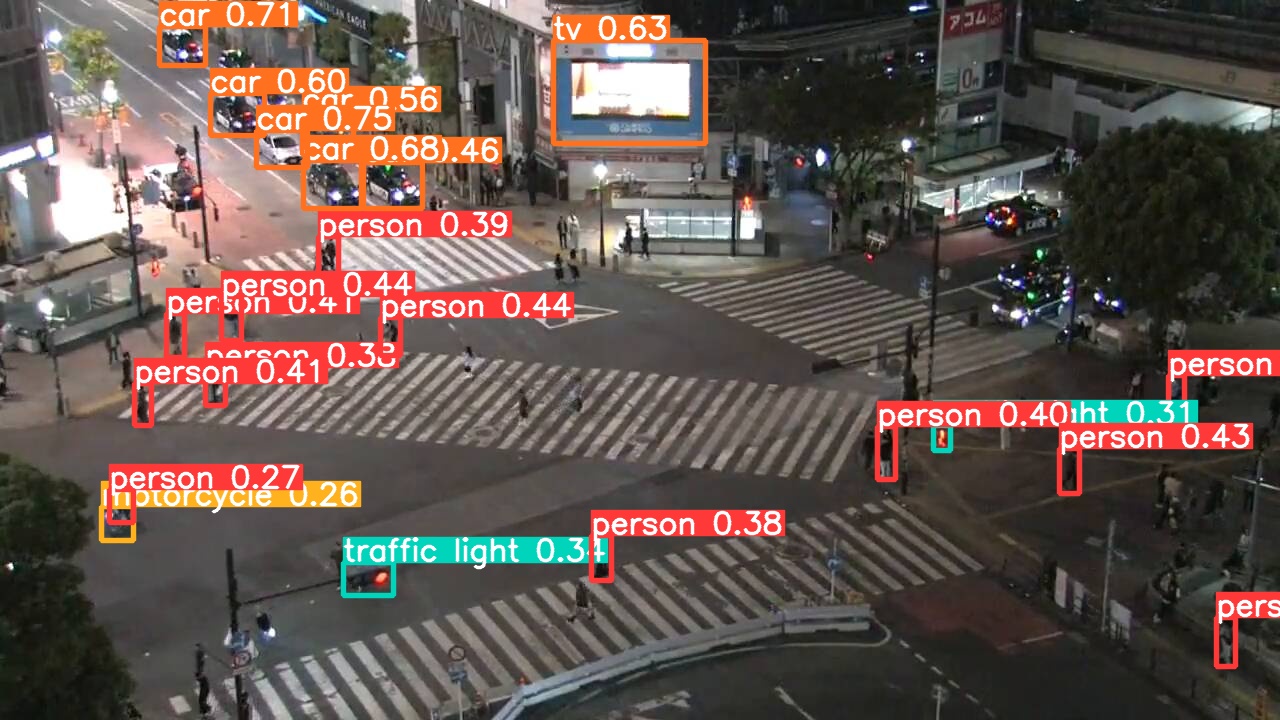 car 0.71
AMERICAN EAGLE
tv 0.63
アコム
car 0.60
car 0.56
car 0.75
car 0.68
0.46
person 0.39
person 0.44
person 0.41
person 0.44
person 0.33
person 0.41
person
person 0.40
light 0.31
person 0.43
person 0.27
motorcycle 0.26
person 0.38
traffic light 0.34
pers